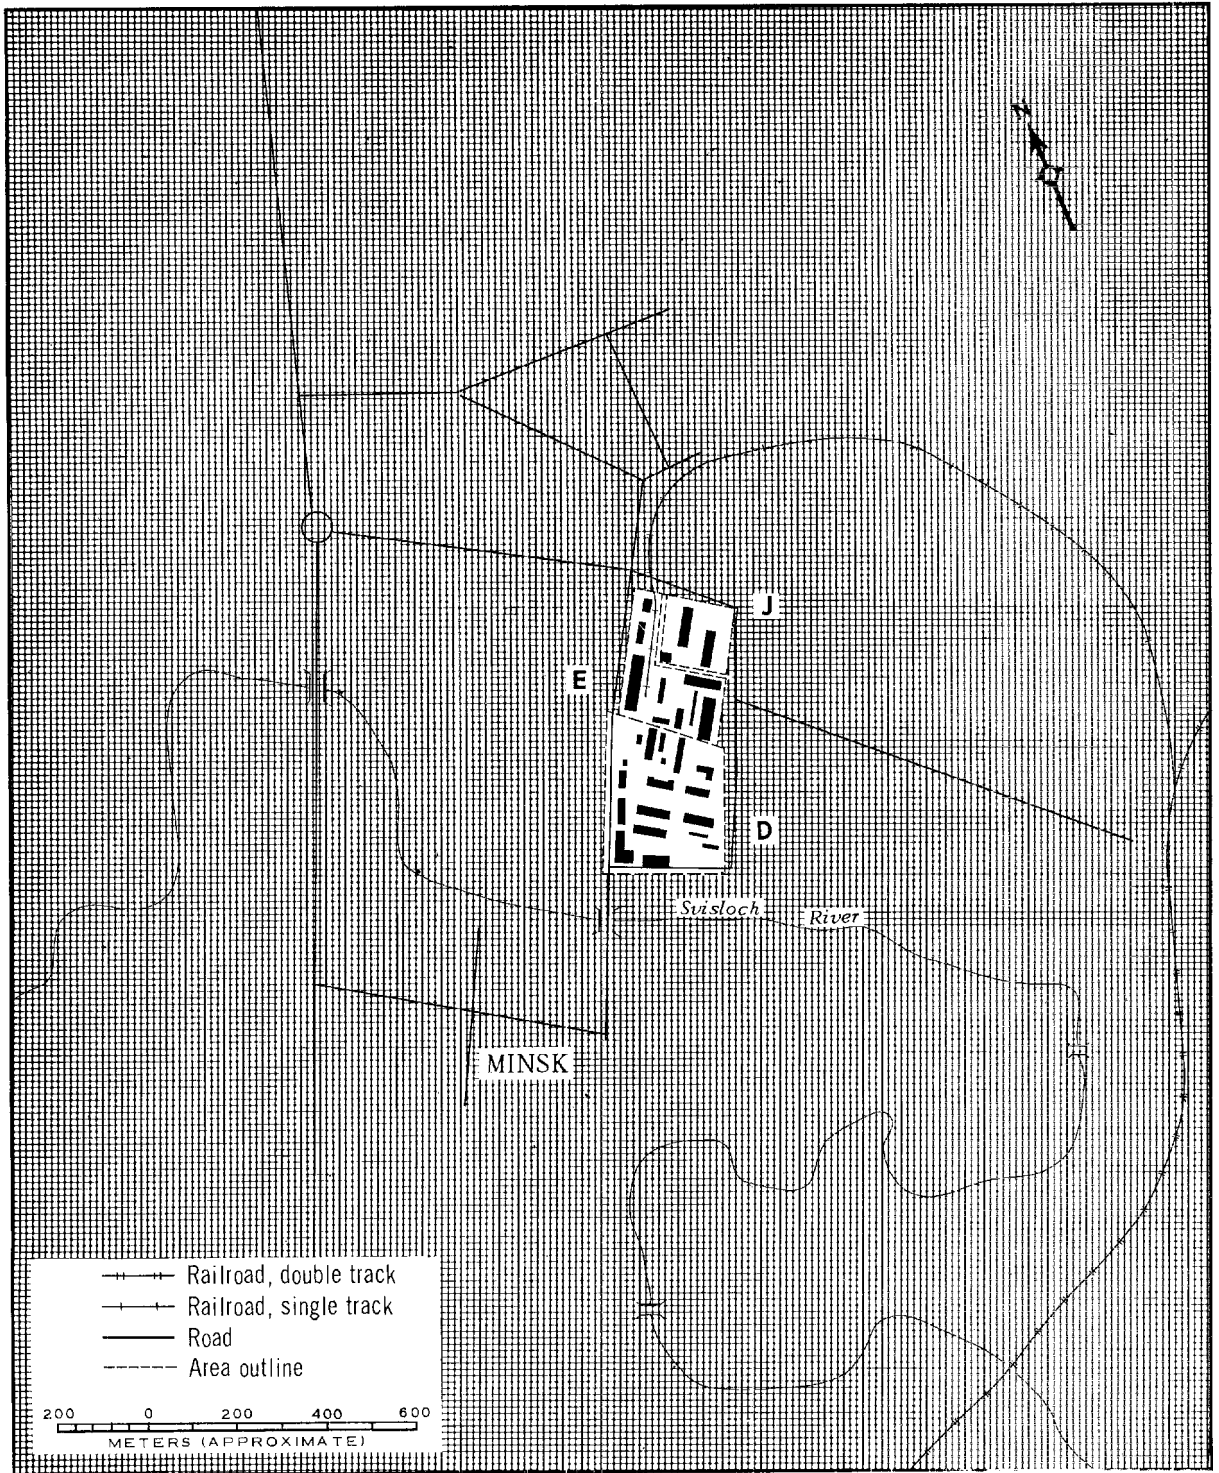 N
J
E
D
Svisloch River
MINSK
Railroad, double track
Railroad, single track
Road
Area outline
200 0 200 400 600
METERS (APPROXIMATE)